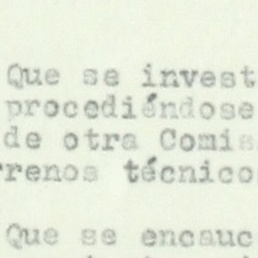 Que se invest
procediéndose
de otra Comis
rrenos técnico
Que se encauc